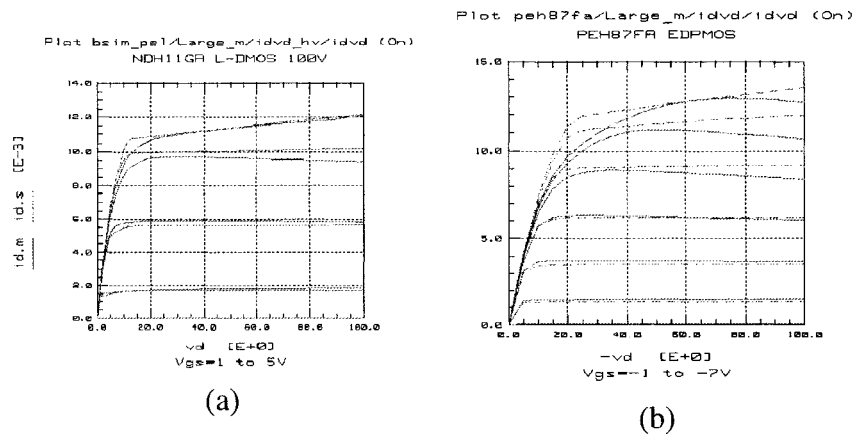 Plot bsim_pel/Large_m/idvd_hv/idvd (On)
NDH11GA L-DMOS 100V
14.0
12.0
10.0
8.0
6.0
4.0
2.0
0.0
id.m id.s [E-3]
0.0 20.0 40.0 60.0 80.0 100.0
vd [E+0]
Vgs=1 to 5V
(a)
Plot peh87fa/Large_m/idvd/idvd (On)
PEH87FA EDPMOS
15.0
10.0
5.0
0.0
0.0 20.0 40.0 60.0 80.0 100.0
-vd [E+0]
Vgs=-1 to -7V
(b)